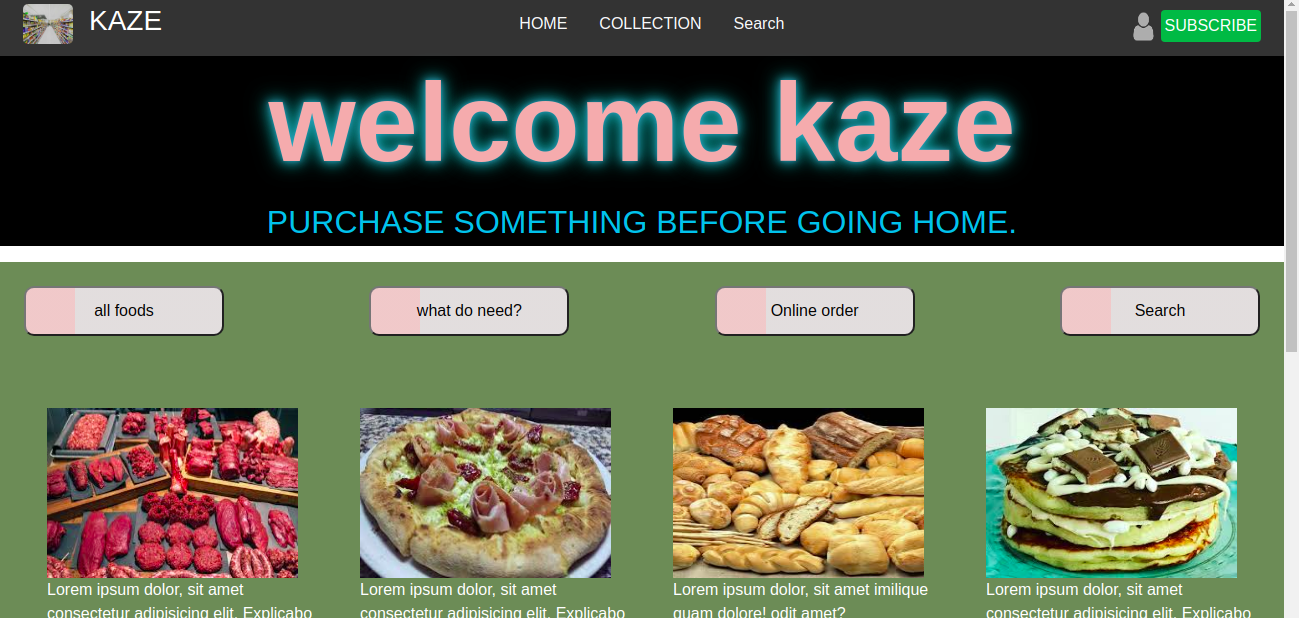 KAZE
HOME COLLECTION Search
SUBSCRIBE
welcome kaze
PURCHASE SOMETHING BEFORE GOING HOME.
all foods
what do need?
Online order
Search
Lorem ipsum dolor, sit amet
consectetur adipisicing elit. Explicabo
Lorem ipsum dolor, sit amet
consectetur adipisicing elit. Explicabo
Lorem ipsum dolor, sit amet imilique
quam dolore! odit amet?
Lorem ipsum dolor, sit amet
consectetur adipisicing elit. Explicabo